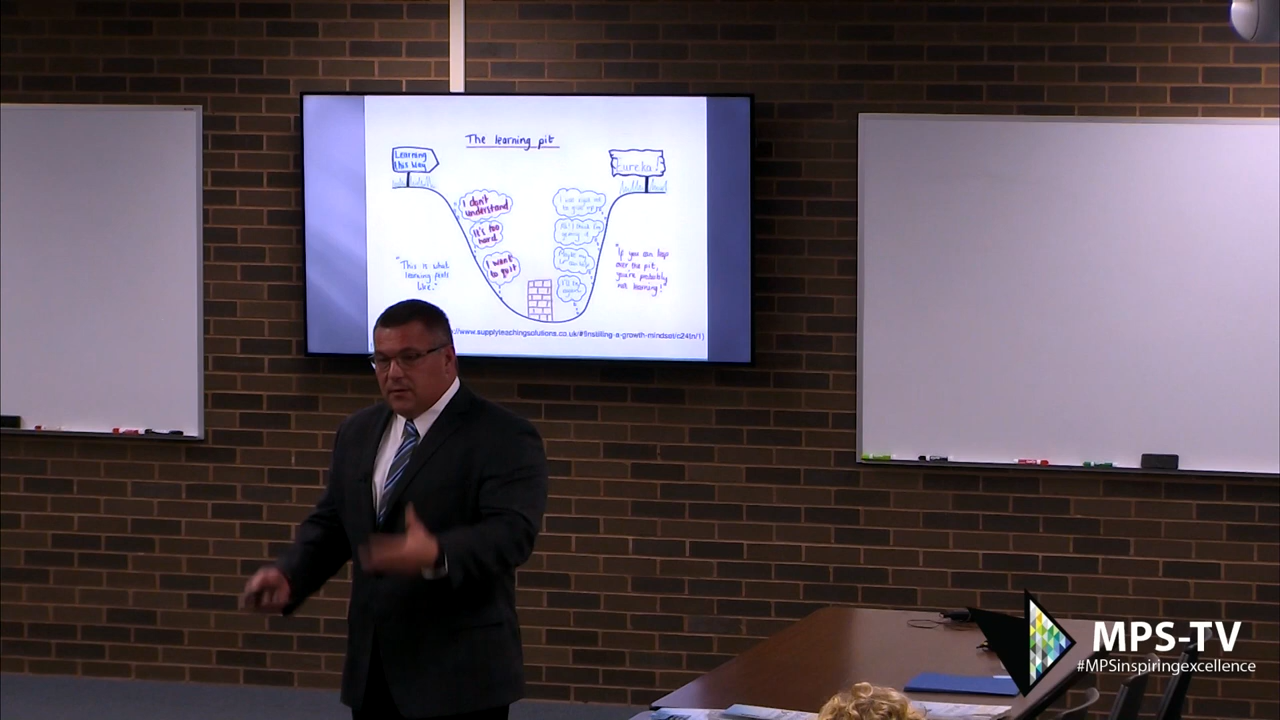 The learning pit
Learning
this way
Eureka!
I don't
understand
It's too
hard
I want
to quit
"This is what
learning feels
like."
"If you can leap
over the pit,
you're probably
not learning!"
//www.supplyteachingsolutions.co.uk/#!instilling-a-growth-mindset/c24tn/1)
MPS-TV
#MPSinspiringexcellence